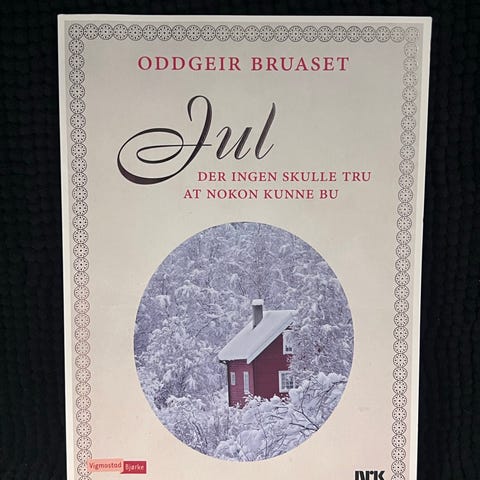 ODDGEIR BRUASET
Jul
DER INGEN SKULLE TRU
AT NOKON KUNNE BU
Vigmostad Bjørke
NRK